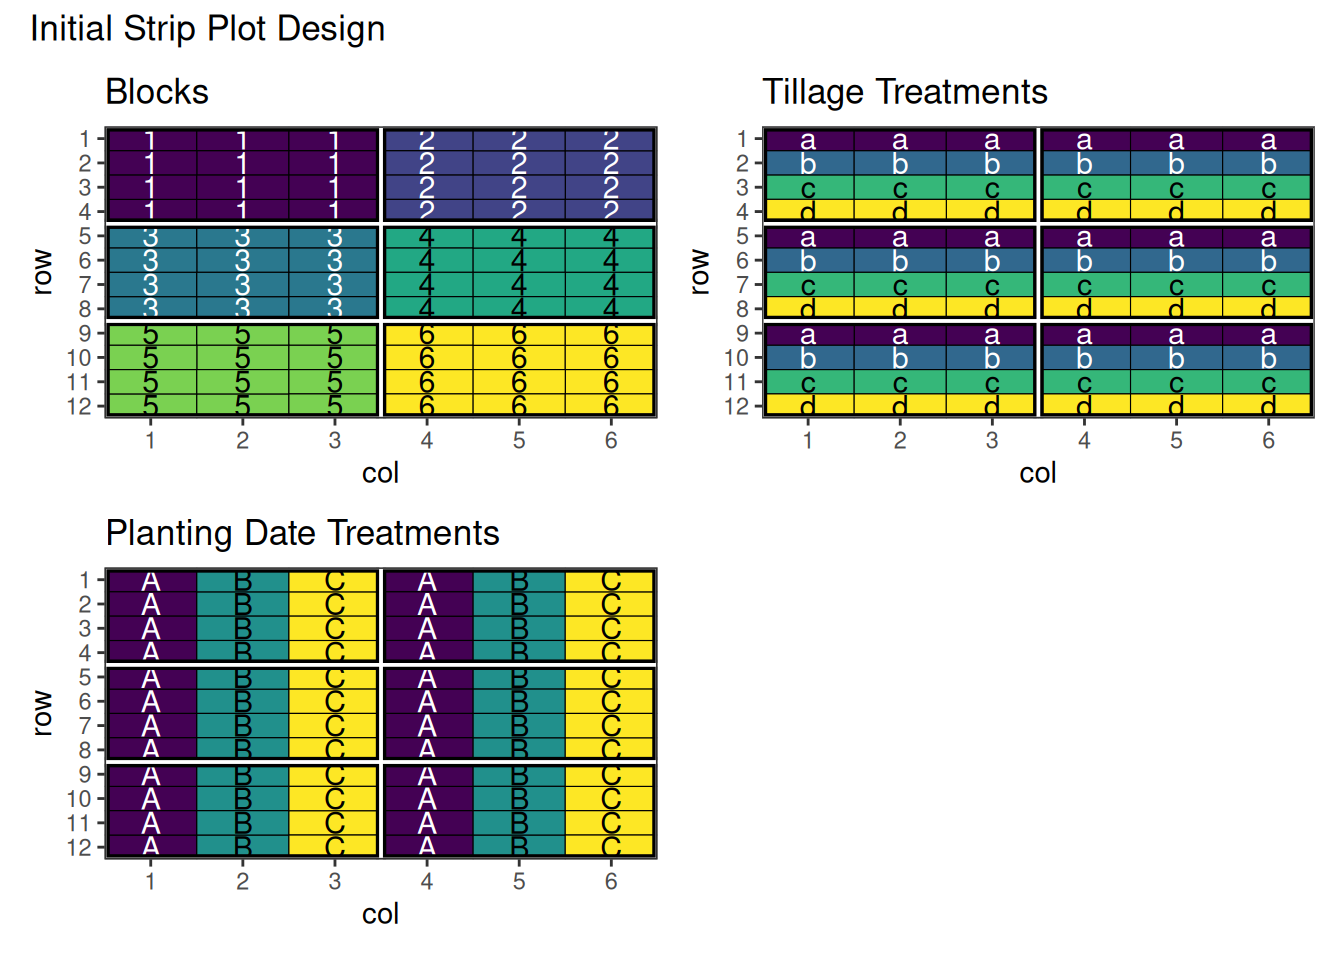 Initial Strip Plot Design
Blocks
row
1 1 1 1 2 2 2
2 1 1 1 2 2 2
3 1 1 1 2 2 2
4 1 1 1 2 2 2
5 3 3 3 4 4 4
6 3 3 3 4 4 4
7 3 3 3 4 4 4
8 3 3 3 4 4 4
9 5 5 5 6 6 6
10 5 5 5 6 6 6
11 5 5 5 6 6 6
12 5 5 5 6 6 6
1 2 3 4 5 6
col
Tillage Treatments
row
1 a a a a a a
2 b b b b b b
3 c c c c c c
4 d d d d d d
5 a a a a a a
6 b b b b b b
7 c c c c c c
8 d d d d d d
9 a a a a a a
10 b b b b b b
11 c c c c c c
12 d d d d d d
1 2 3 4 5 6
col
Planting Date Treatments
row
1 A B C A B C
2 A B C A B C
3 A B C A B C
4 A B C A B C
5 A B C A B C
6 A B C A B C
7 A B C A B C
8 A B C A B C
9 A B C A B C
10 A B C A B C
11 A B C A B C
12 A B C A B C
1 2 3 4 5 6
col